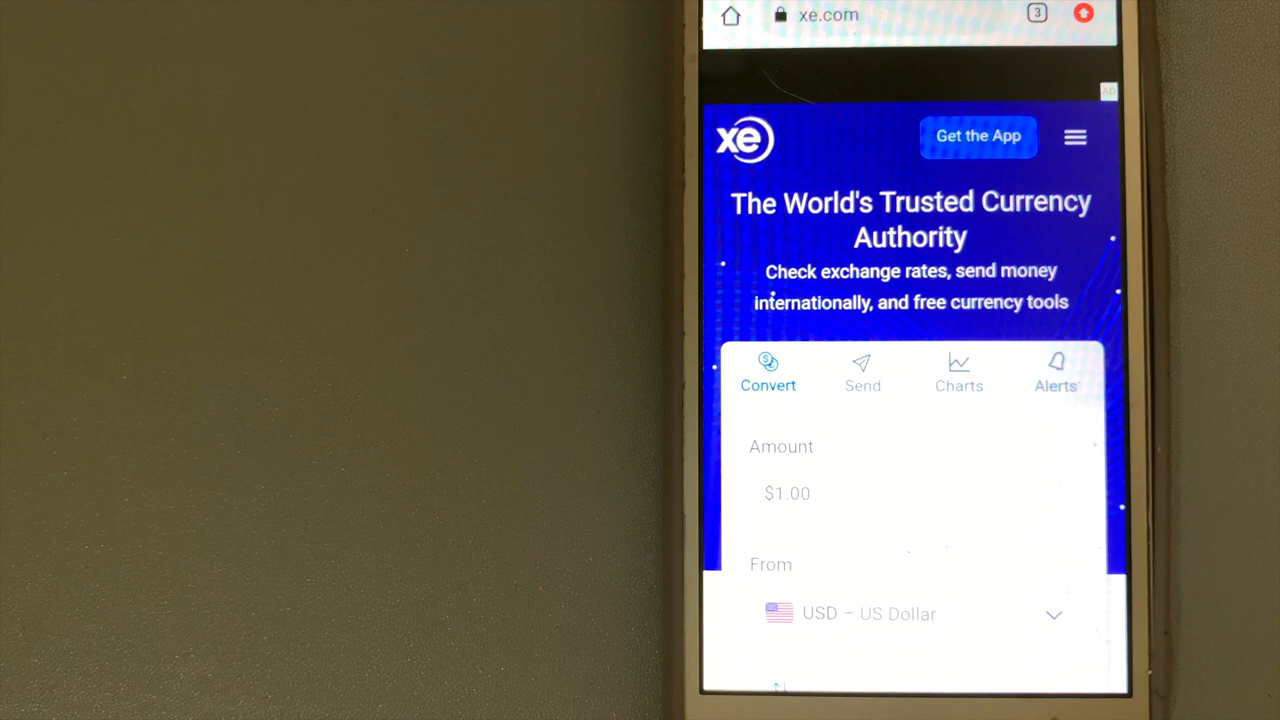 xe.com
3
AD
xe
Get the App
The World's Trusted Currency
Authority
Check exchange rates, send money
internationally, and free currency tools
Convert
Send
Charts
Alerts
Amount
$1.00
From
USD – US Dollar